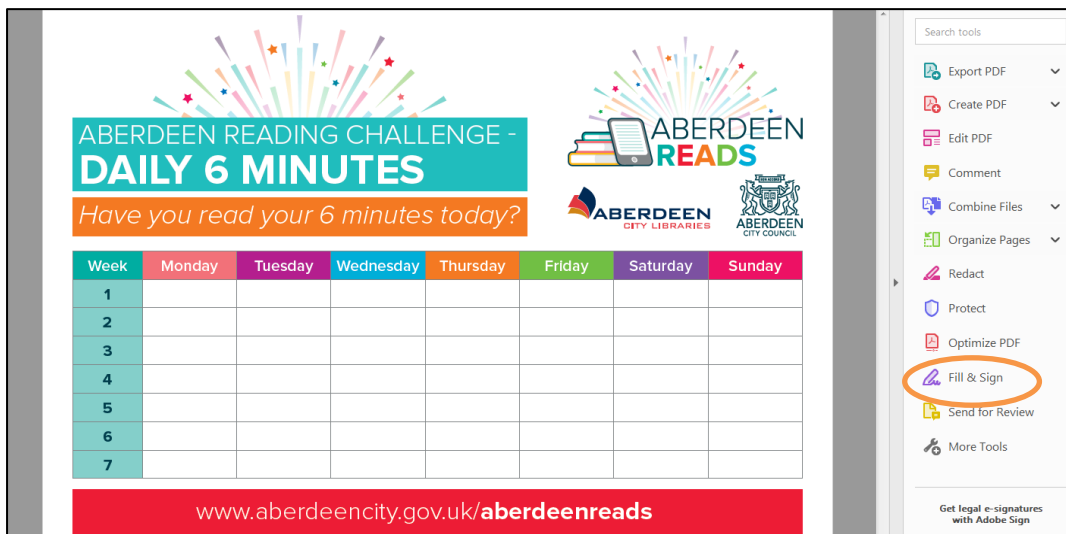 ABERDEEN READING CHALLENGE -
DAILY 6 MINUTES
Have you read your 6 minutes today?
ABERDEEN
READS
ABERDEEN
CITY LIBRARIES
ABERDEEN
CITY COUNCIL
Week Monday Tuesday Wednesday Thursday Friday Saturday Sunday
1
2
3
4
5
6
7
www.aberdeencity.gov.uk/aberdeenreads
Search tools
Export PDF
Create PDF
Edit PDF
Comment
Combine Files
Organize Pages
Redact
Protect
Optimize PDF
Fill & Sign
Send for Review
More Tools
Get legal e-signatures
with Adobe Sign